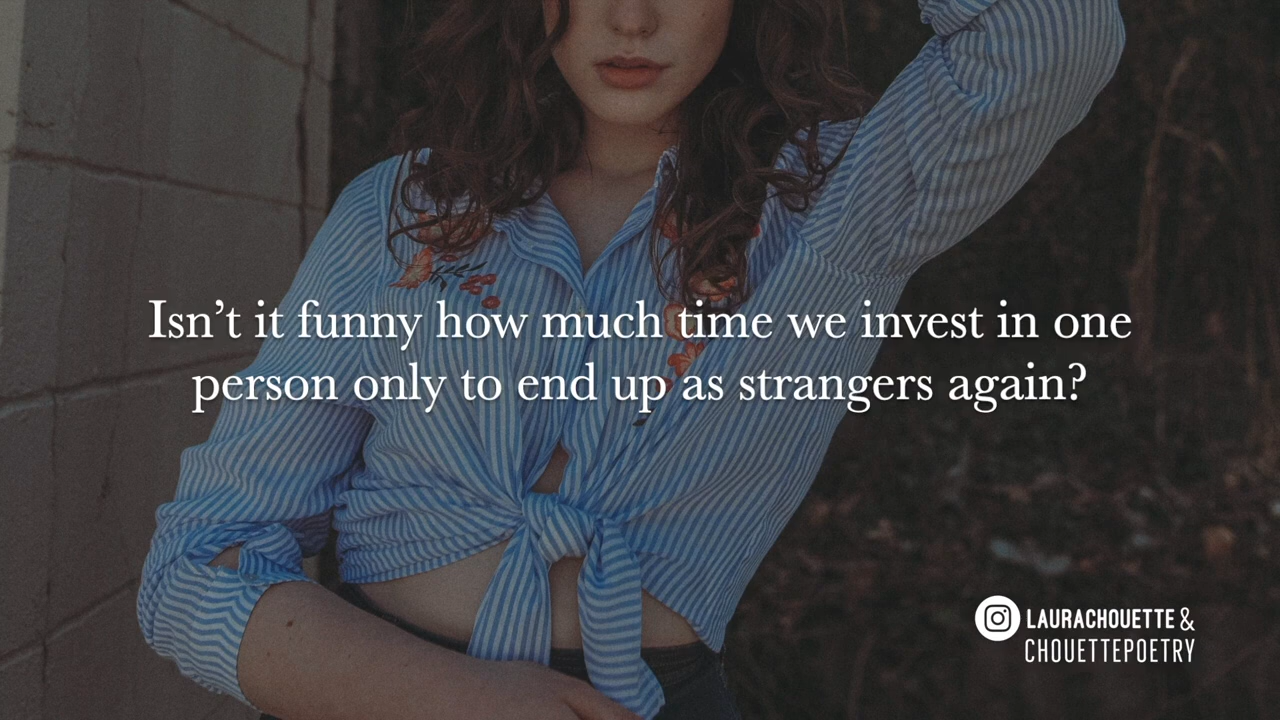 Isn’t it funny how much time we invest in one
person only to end up as strangers again?
LAURACHOUETTE &
CHOUETTEPOETRY